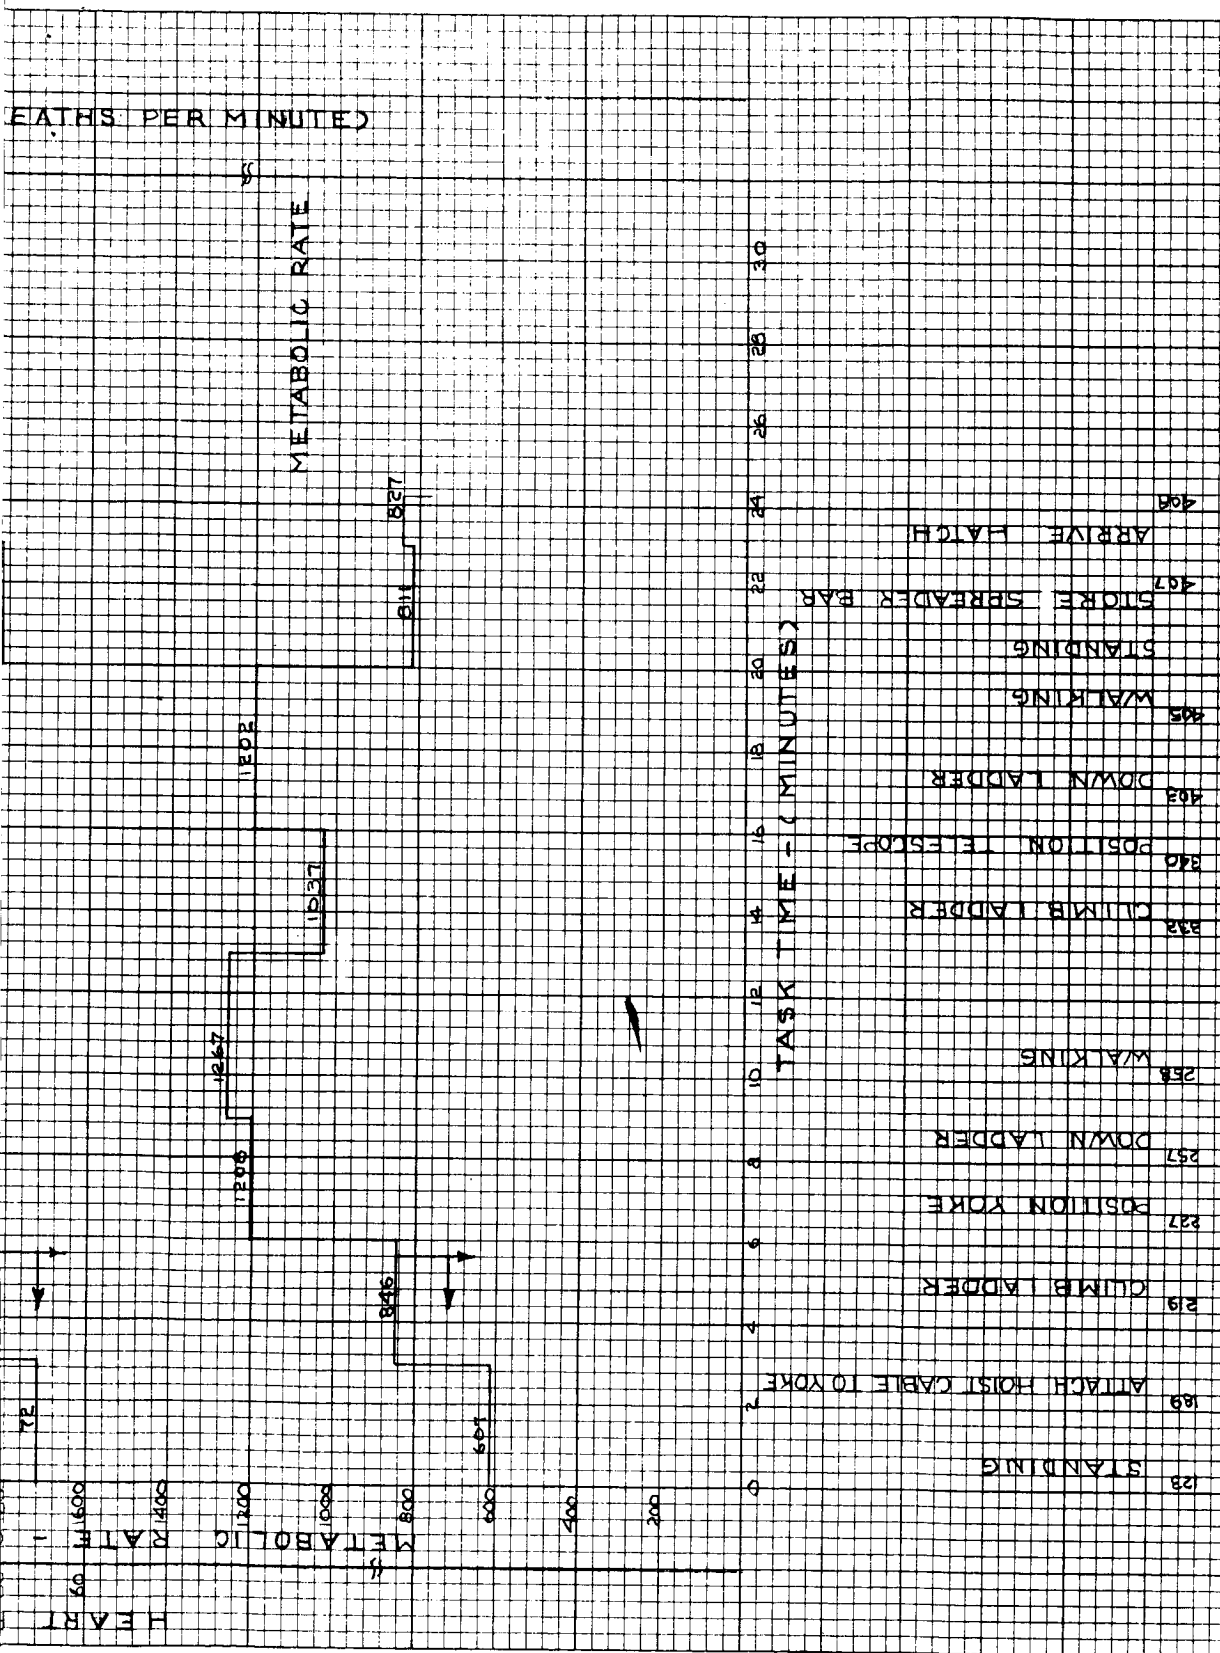 EATHS PER MINUTE)
METABOLIC RATE
607
846
1208
1267
1037
1202
811
827
72
HEART
60
METABOLIC RATE -
1600
1400
1200
1000
800
600
400
200
0 2 4 6 8 10 12 14 16 18 20 22 24 26 28 30
TASK TIME - (MINUTES)
123 STANDING
189 ATTACH HOIST CABLE TO YOKE
219 CLIMB LADDER
227 POSITION YOKE
257 DOWN LADDER
258 WALKING
332 CLIMB LADDER
340 POSITION TELESCOPE
403 DOWN LADDER
405 WALKING
STANDING
407 STORE SPREADER BAR
408 ARRIVE HATCH